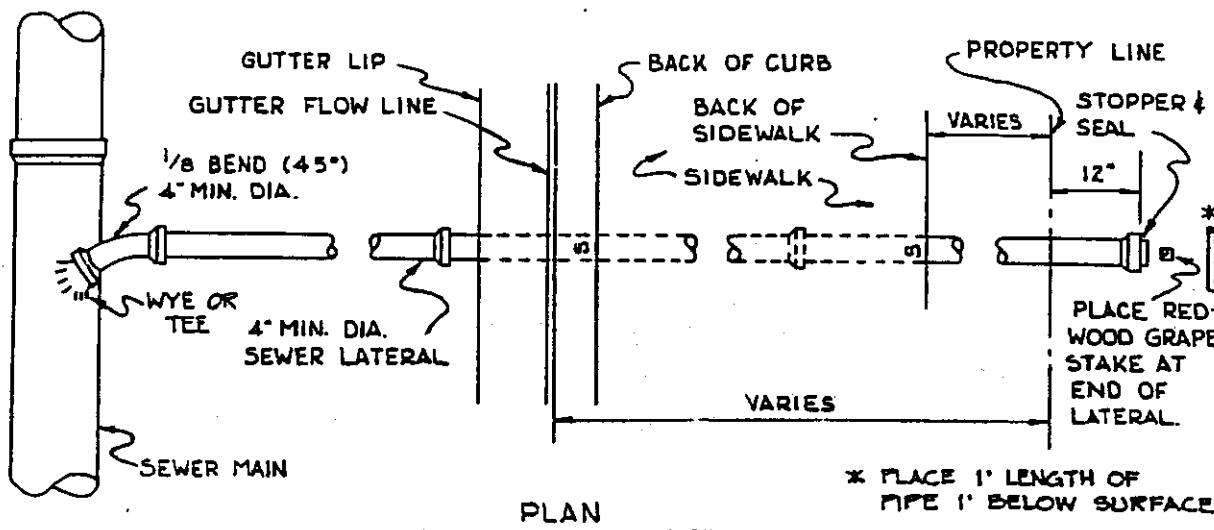 GUTTER LIP
GUTTER FLOW LINE
1/8 BEND (45°)
4" MIN. DIA.
WYE OR
TEE
4" MIN. DIA.
SEWER LATERAL
SEWER MAIN
BACK OF CURB
BACK OF
SIDEWALK
SIDEWALK
S
S
PROPERTY LINE
VARIES
STOPPER &
SEAL
12"
*
PLACE RED-
WOOD GRAPE
STAKE AT
END OF
LATERAL.
VARIES
* PLACE 1' LENGTH OF
PIPE 1' BELOW SURFACE
PLAN